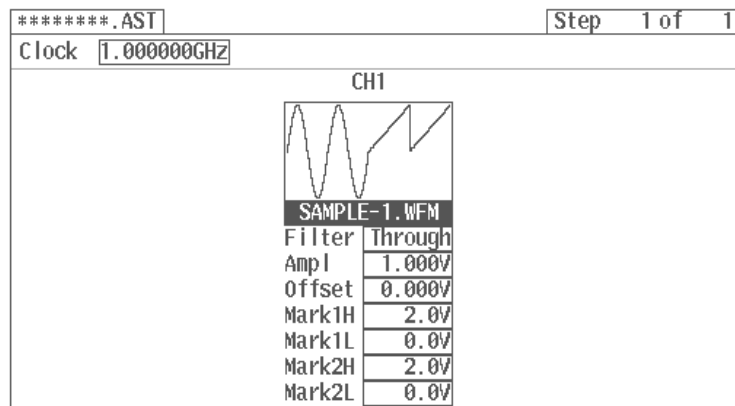 ********.AST Step 1 of 1
Clock 1.000000GHz
CH1
SAMPLE-1.WFM
Filter Through
Ampl 1.000V
Offset 0.000V
Mark1H 2.0V
Mark1L 0.0V
Mark2H 2.0V
Mark2L 0.0V